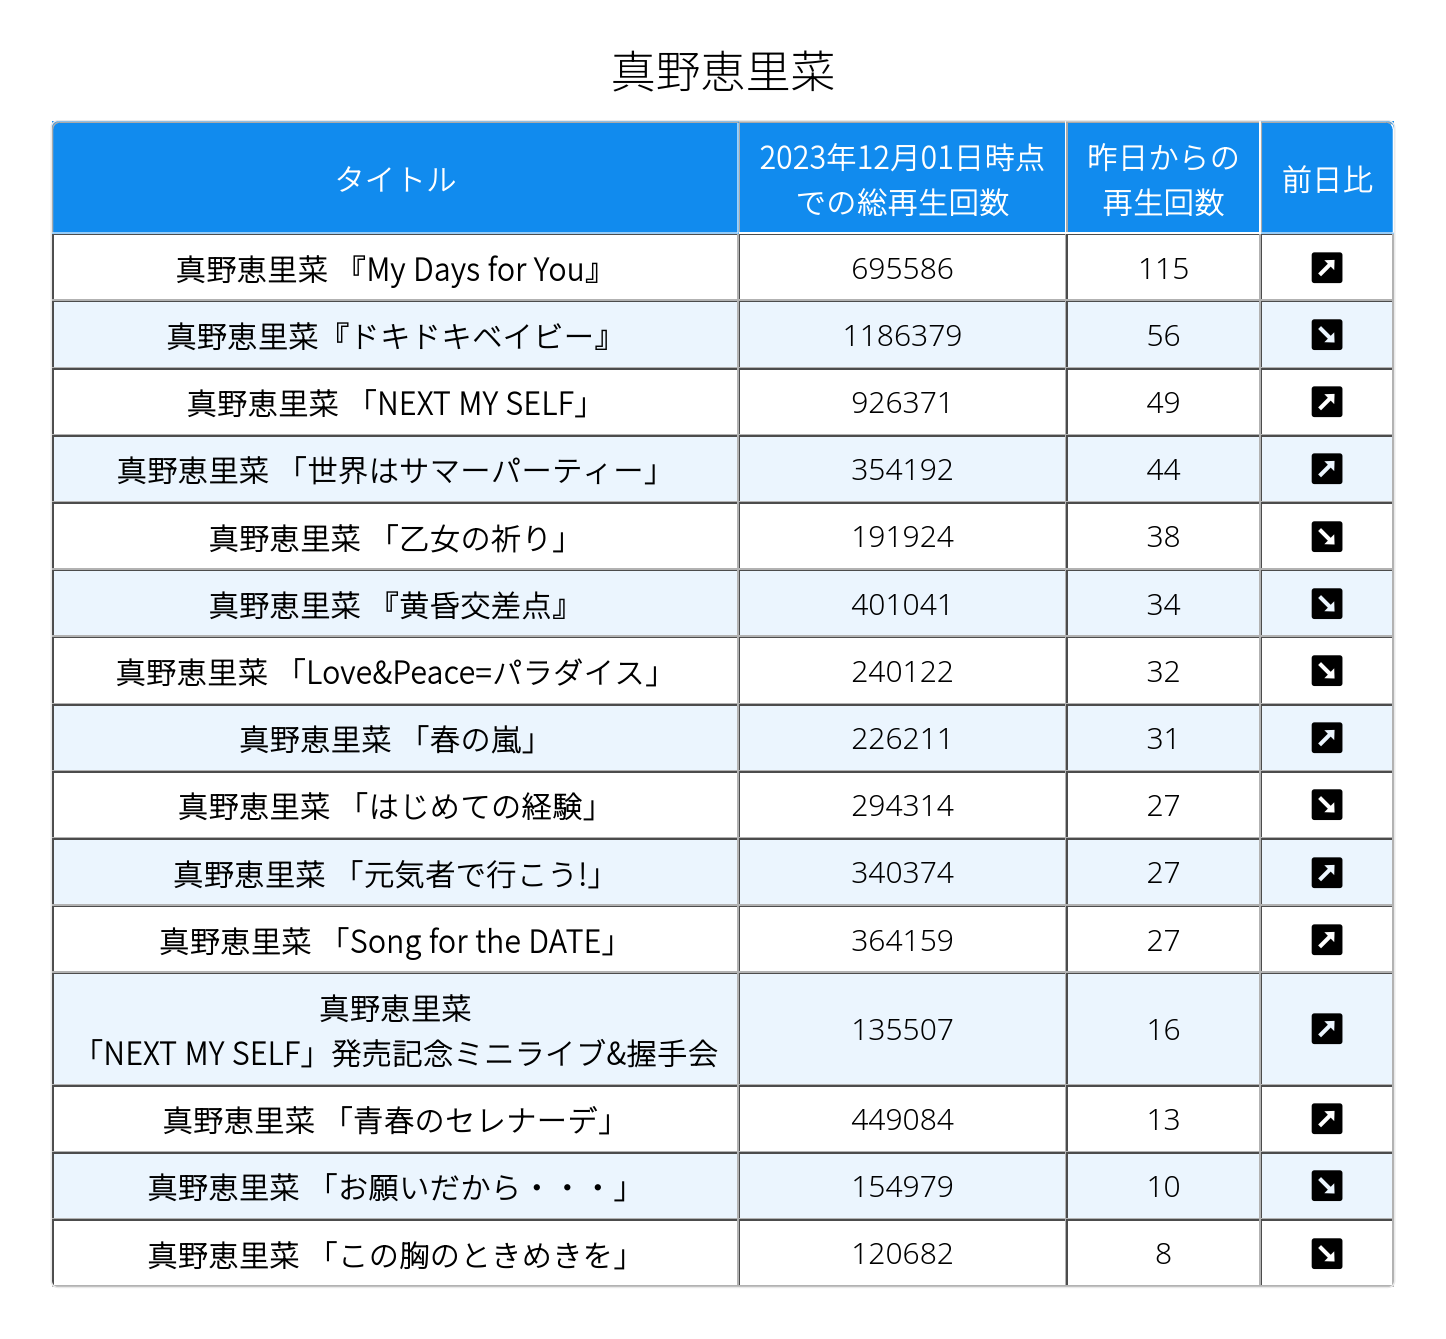 真野恵里菜
タイトル 2023年12月01日時点での総再生回数 昨日からの再生回数 前日比
真野恵里菜 『My Days for You』 695586 115 ↗
真野恵里菜『ドキドキベイビー』 1186379 56 ↘
真野恵里菜 「NEXT MY SELF」 926371 49 ↗
真野恵里菜 「世界はサマーパーティー」 354192 44 ↗
真野恵里菜 「乙女の祈り」 191924 38 ↘
真野恵里菜 『黄昏交差点』 401041 34 ↘
真野恵里菜 「Love&Peace=パラダイス」 240122 32 ↘
真野恵里菜 「春の嵐」 226211 31 ↗
真野恵里菜 「はじめての経験」 294314 27 ↘
真野恵里菜 「元気者で行こう!」 340374 27 ↗
真野恵里菜 「Song for the DATE」 364159 27 ↗
真野恵里菜
「NEXT MY SELF」発売記念ミニライブ&握手会 135507 16 ↗
真野恵里菜 「青春のセレナーデ」 449084 13 ↗
真野恵里菜 「お願いだから・・・」 154979 10 ↘
真野恵里菜 「この胸のときめきを」 120682 8 ↘